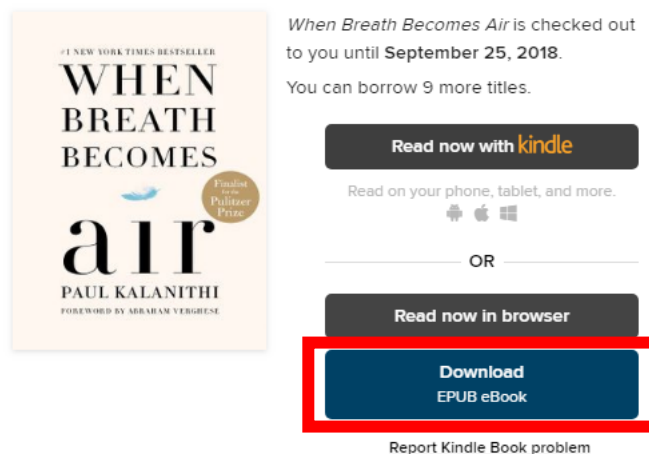 #1 NEW YORK TIMES BESTSELLER
WHEN
BREATH
BECOMES
Finalist
for the
Pulitzer
Prize
air
PAUL KALANITHI
FOREWORD BY ABRAHAM VERGHESE
When Breath Becomes Air is checked out
to you until September 25, 2018.
You can borrow 9 more titles.
Read now with kindle
Read on your phone, tablet, and more.
OR
Read now in browser
Download
EPUB eBook
Report Kindle Book problem